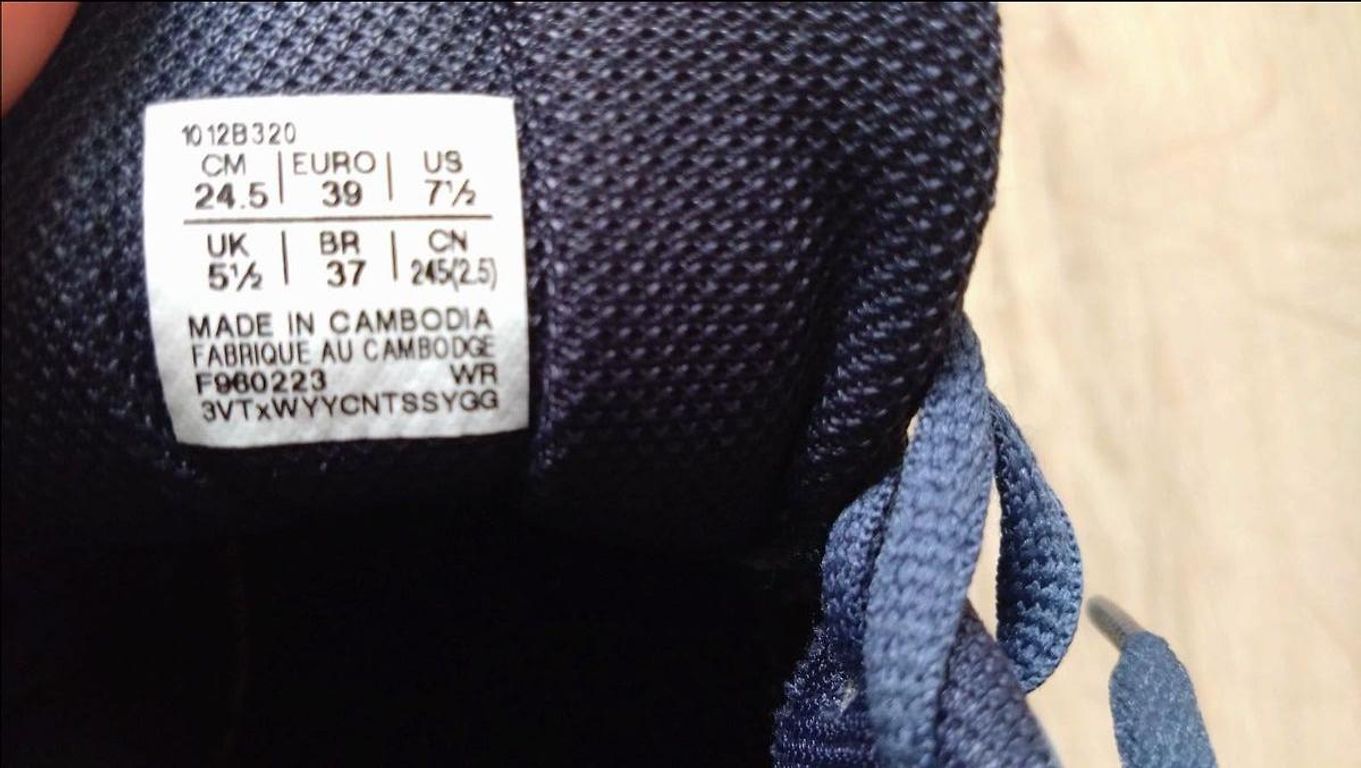 1012B320
CM | EURO | US
24.5 | 39 | 7½
UK | BR | CN
5½ | 37 | 245(2.5)
MADE IN CAMBODIA
FABRIQUE AU CAMBODGE
F960223 WR
3VTxWYYCNTSSYGG